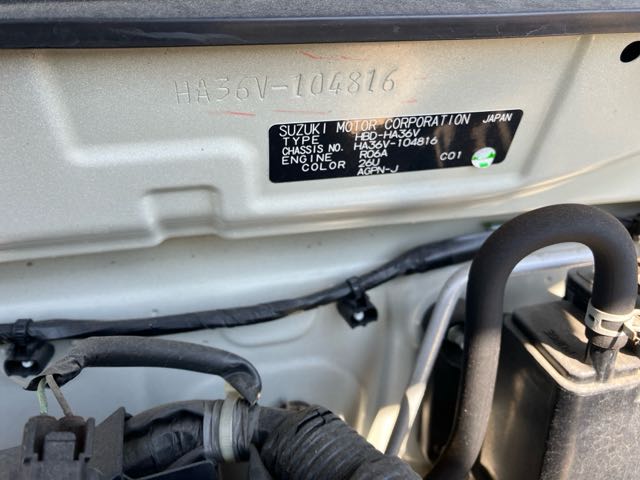 HA36V-104816
SUZUKI MOTOR CORPORATION JAPAN
TYPE HBD-HA36V
CHASSIS NO. HA36V-104816
ENGINE R06A
COLOR 26U C01
AGPN-J